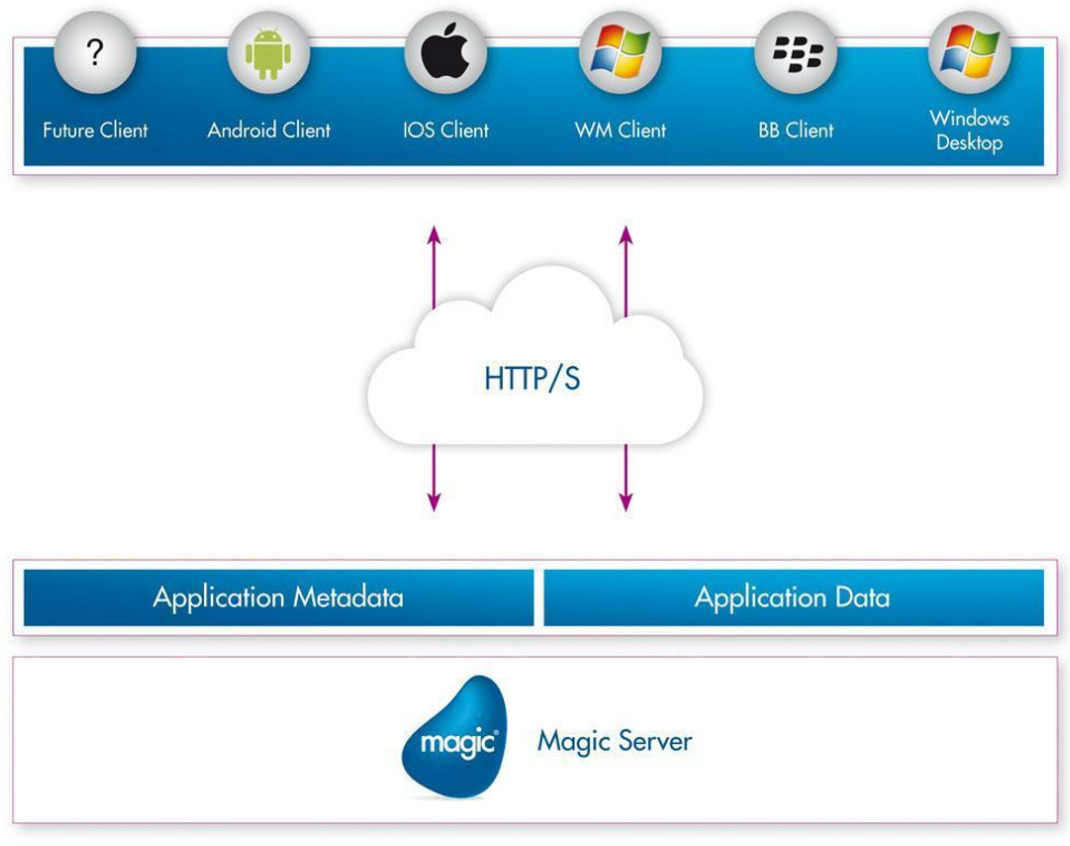 ?
Future Client
Android Client
IOS Client
WM Client
BB Client
Windows
Desktop
HTTP/S
Application Metadata
Application Data
magic®
Magic Server